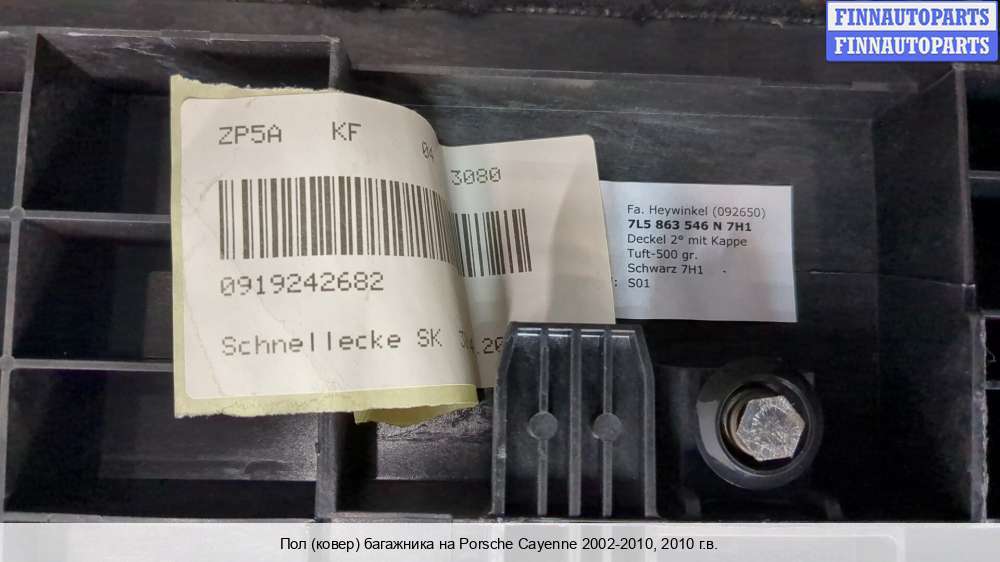 FINNAUTOPARTS
FINNAUTOPARTS
ZP5A KF
04
3080
0919242682
Schnellecke SK
Fa. Heywinkel (092650)
7L5 863 546 N 7H1
Deckel 2° mit Kappe
Tuft-500 gr.
Schwarz 7H1
S01
Пол (ковер) багажника на Porsche Cayenne 2002-2010, 2010 г.в.